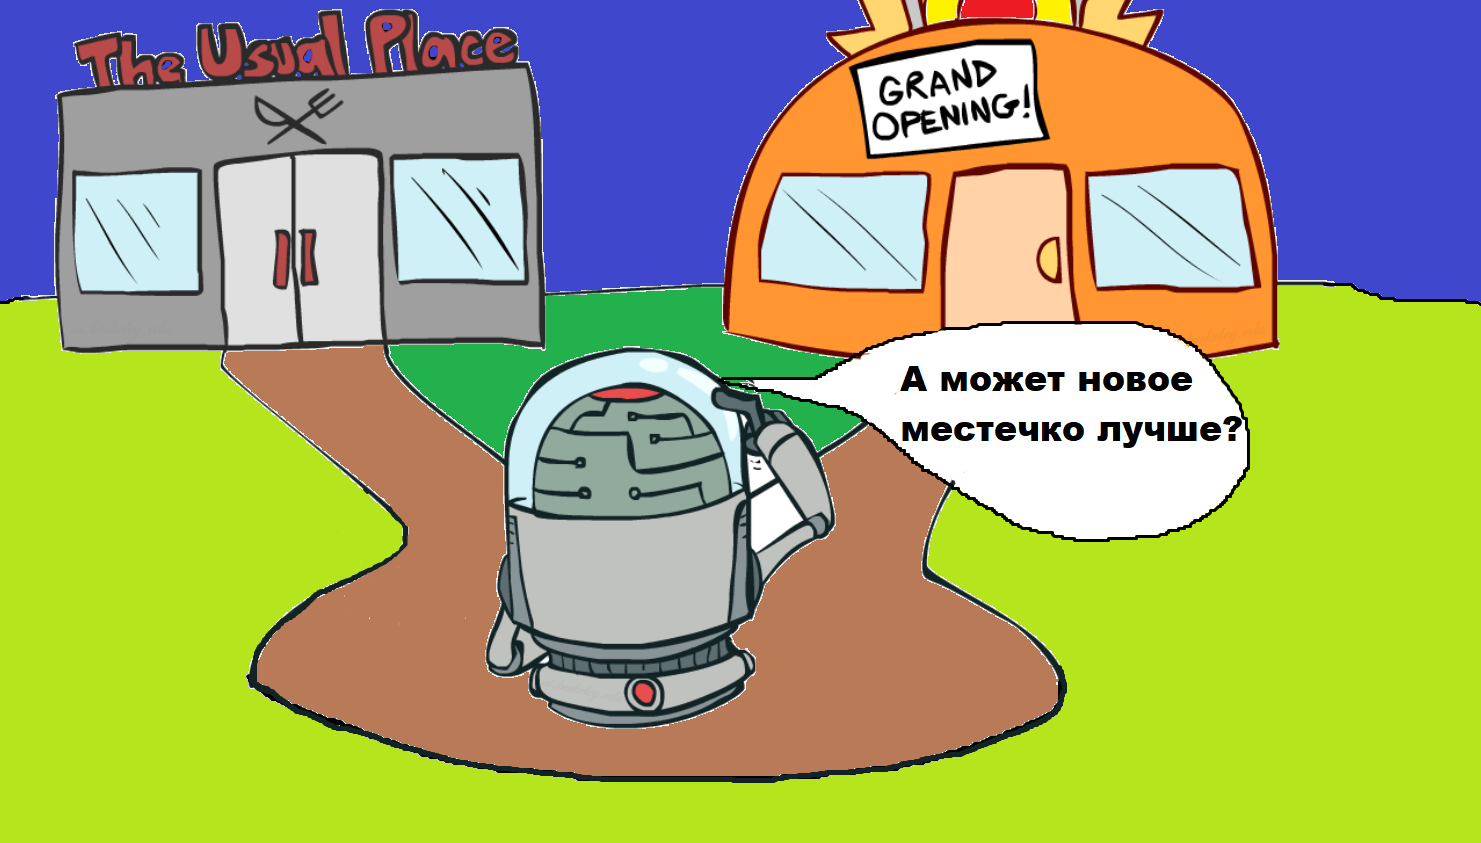 The Usual Place
GRAND
OPENING!
А может новое
местечко лучше?